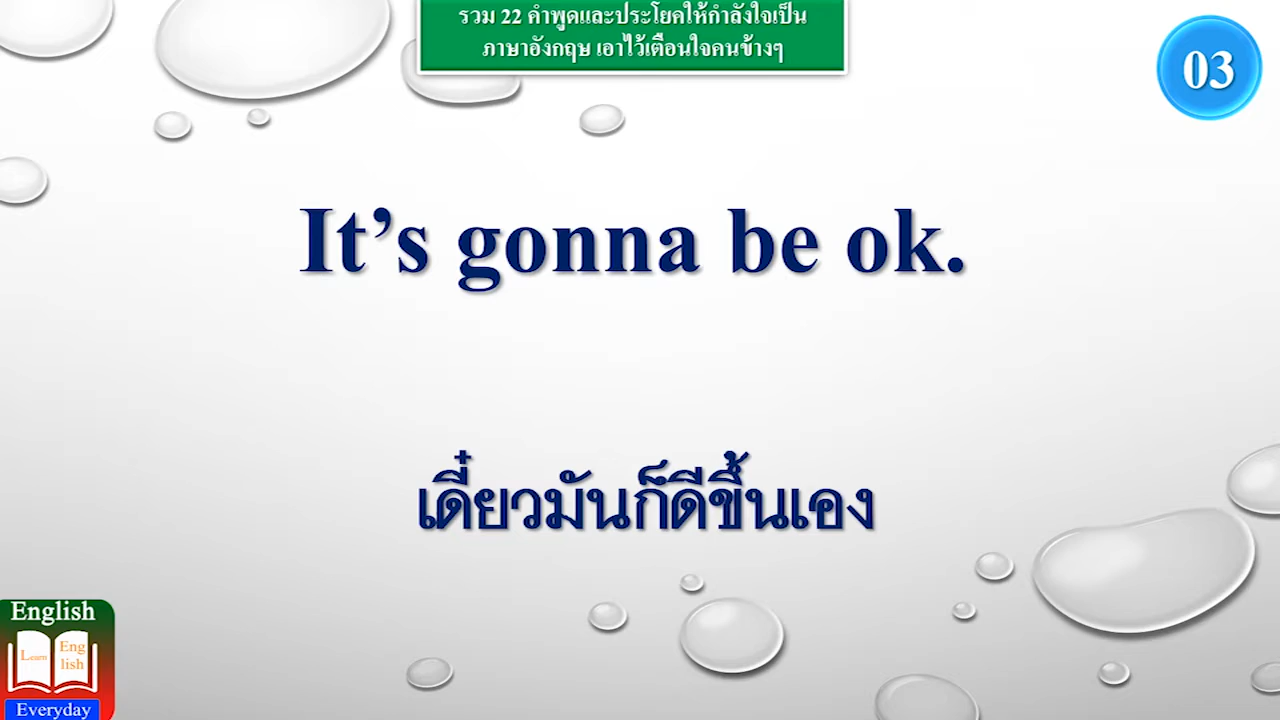 รวม 22 คำพูดและประโยคให้กำลังใจเป็น
ภาษาอังกฤษ เอาไว้เตือนใจคนข้างๆ
03
It’s gonna be ok.
เดี๋ยวมันก็ดีขึ้นเอง
English
Learn
Eng
lish
Everyday